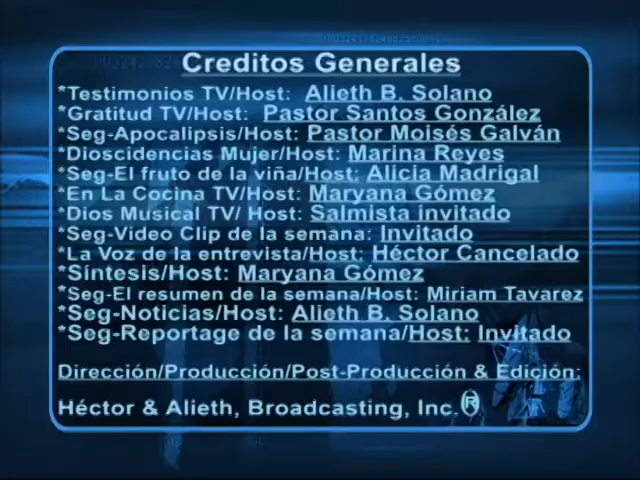 Creditos Generales
*Testimonios TV/Host: Alieth B. Solano
*Gratitud TV/Host: Pastor Santos González
*Seg-Apocalipsis/Host: Pastor Moisés Galván
*Dioscidencias Mujer/Host: Marina Reyes
*Seg-El fruto de la viña/Host: Alicia Madrigal
*En La Cocina TV/Host: Maryana Gómez
*Dios Musical TV/ Host: Salmista invitado
*Seg-Video Clip de la semana: Invitado
*La Voz de la entrevista/Host: Héctor Cancelado
*Síntesis/Host: Maryana Gómez
*Seg-El resumen de la semana/Host: Miriam Tavarez
*Seg-Noticias/Host: Alieth B. Solano
*Seg-Reportage de la semana/Host: Invitado
Dirección/Producción/Post-Producción & Edición:
Héctor & Alieth, Broadcasting, Inc.®